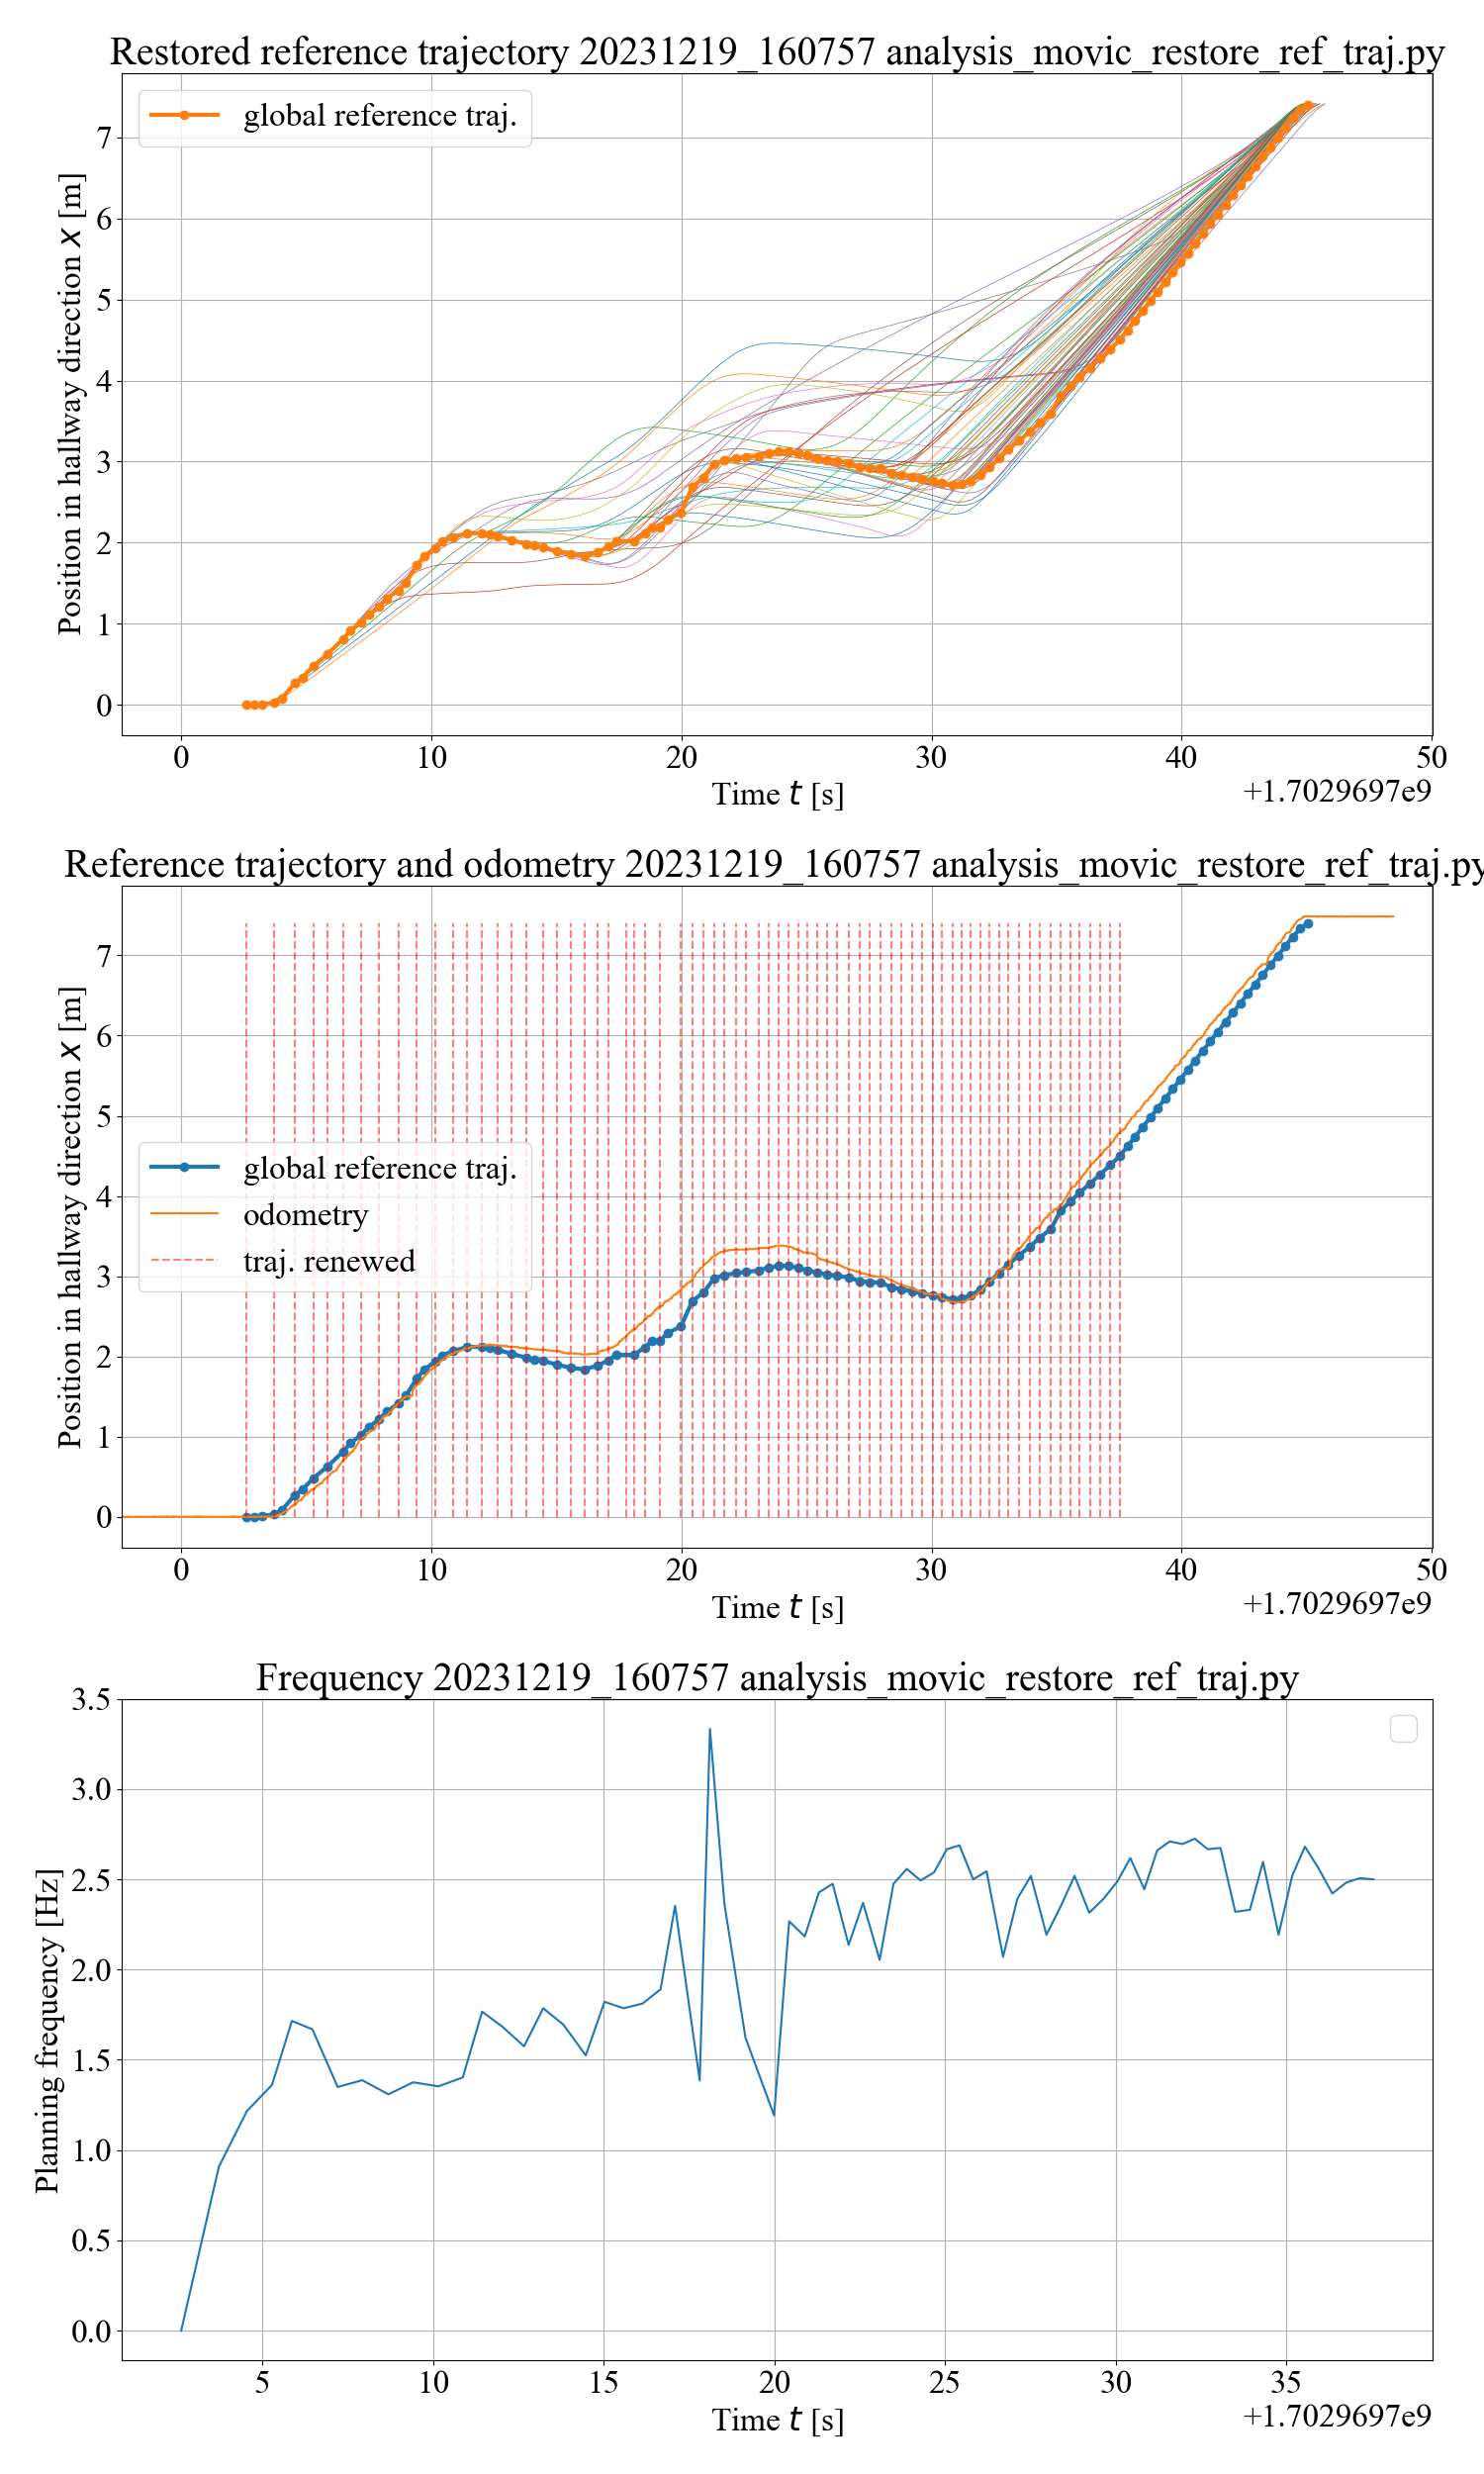 Restored reference trajectory 20231219_160757 analysis_movic_restore_ref_traj.py
global reference traj.
Position in hallway direction x [m]
7
6
5
4
3
2
1
0
0 10 20 30 40 50
Time t [s]
+1.7029697e9
Reference trajectory and odometry 20231219_160757 analysis_movic_restore_ref_traj.py
Position in hallway direction x [m]
7
6
5
4
3
2
1
0
global reference traj.
odometry
traj. renewed
0 10 20 30 40 50
Time t [s]
+1.7029697e9
Frequency 20231219_160757 analysis_movic_restore_ref_traj.py
Planning frequency [Hz]
3.5
3.0
2.5
2.0
1.5
1.0
0.5
0.0
5 10 15 20 25 30 35
Time t [s]
+1.7029697e9